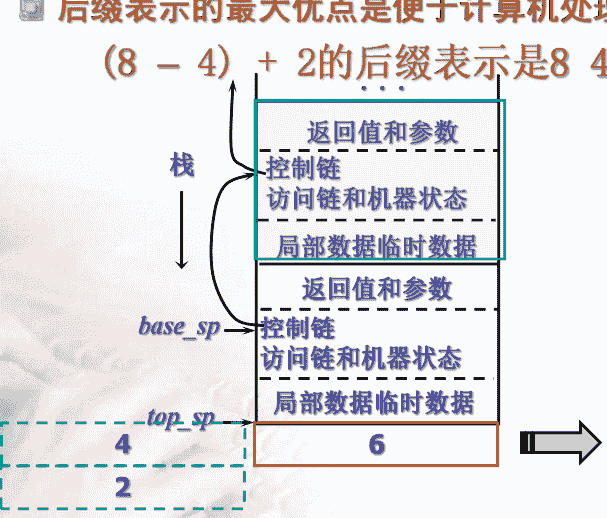 后缀表示的最大优点是便于计算机处理
(8 − 4) + 2的后缀表示是8 4
...
返回值和参数
栈
控制链
访问链和机器状态
局部数据临时数据
返回值和参数
base_sp
控制链
访问链和机器状态
局部数据临时数据
top_sp
4
6
2